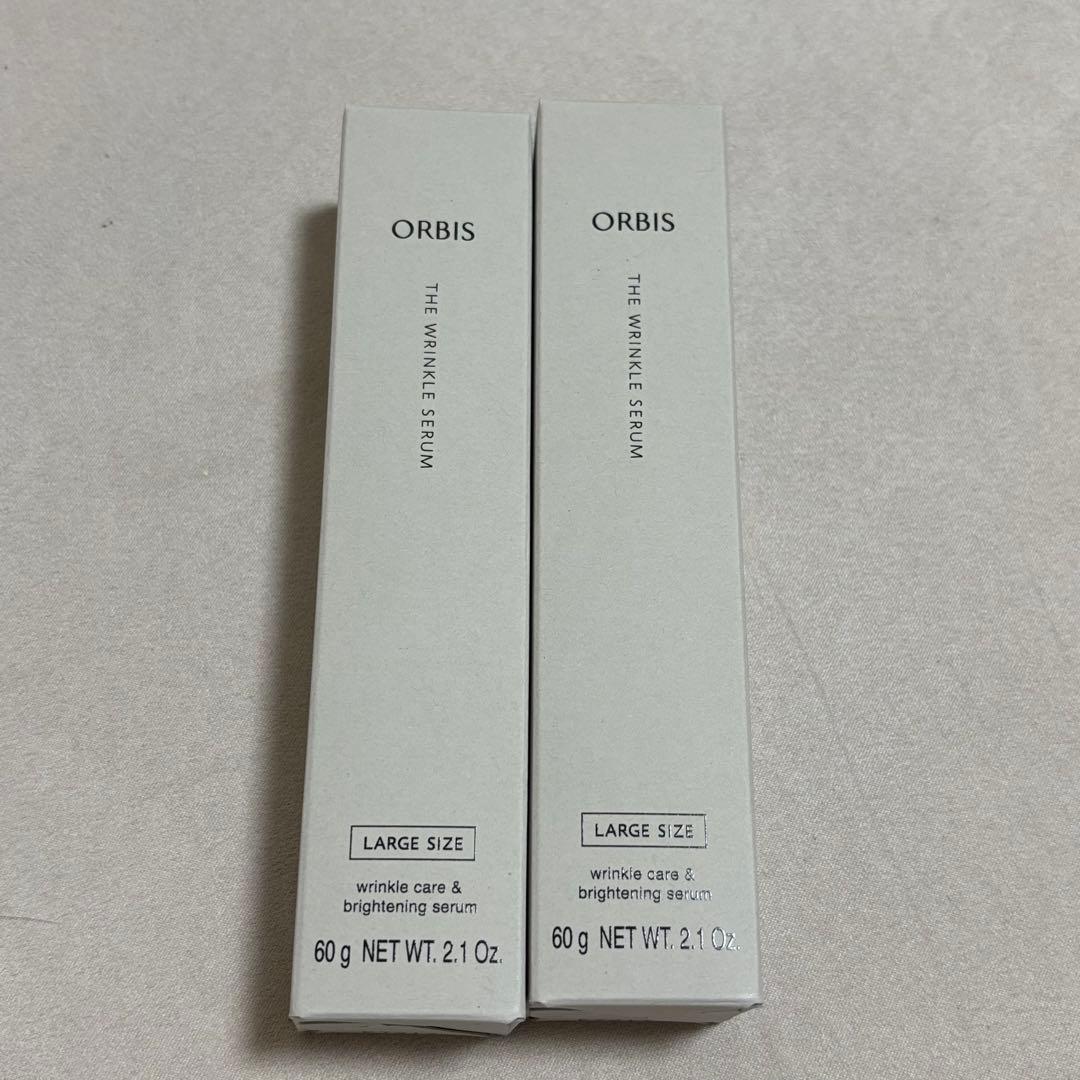 ORBIS
THE WRINKLE SERUM
LARGE SIZE
wrinkle care &
brightening serum
60 g NET WT. 2.1 Oz.
ORBIS
THE WRINKLE SERUM
LARGE SIZE
wrinkle care &
brightening serum
60 g NET WT. 2.1 Oz.